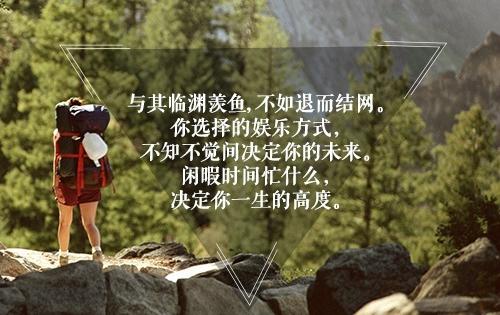 与其临渊羡鱼,不如退而结网。
你选择的娱乐方式,
不知不觉间决定你的未来。
闲暇时间忙什么,
决定你一生的高度。